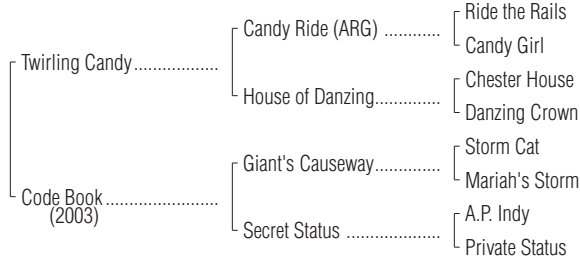 Ride the Rails
Candy Ride (ARG) .............
Candy Girl
Twirling Candy...................
Chester House
House of Danzing...............
Danzing Crown
Storm Cat
Giant's Causeway...............
Mariah's Storm
Code Book .........................
(2003)
A.P. Indy
Secret Status .....................
Private Status